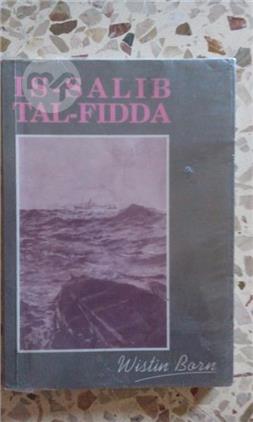 IS-SALIB
TAL-FIDDA
Wistin Born